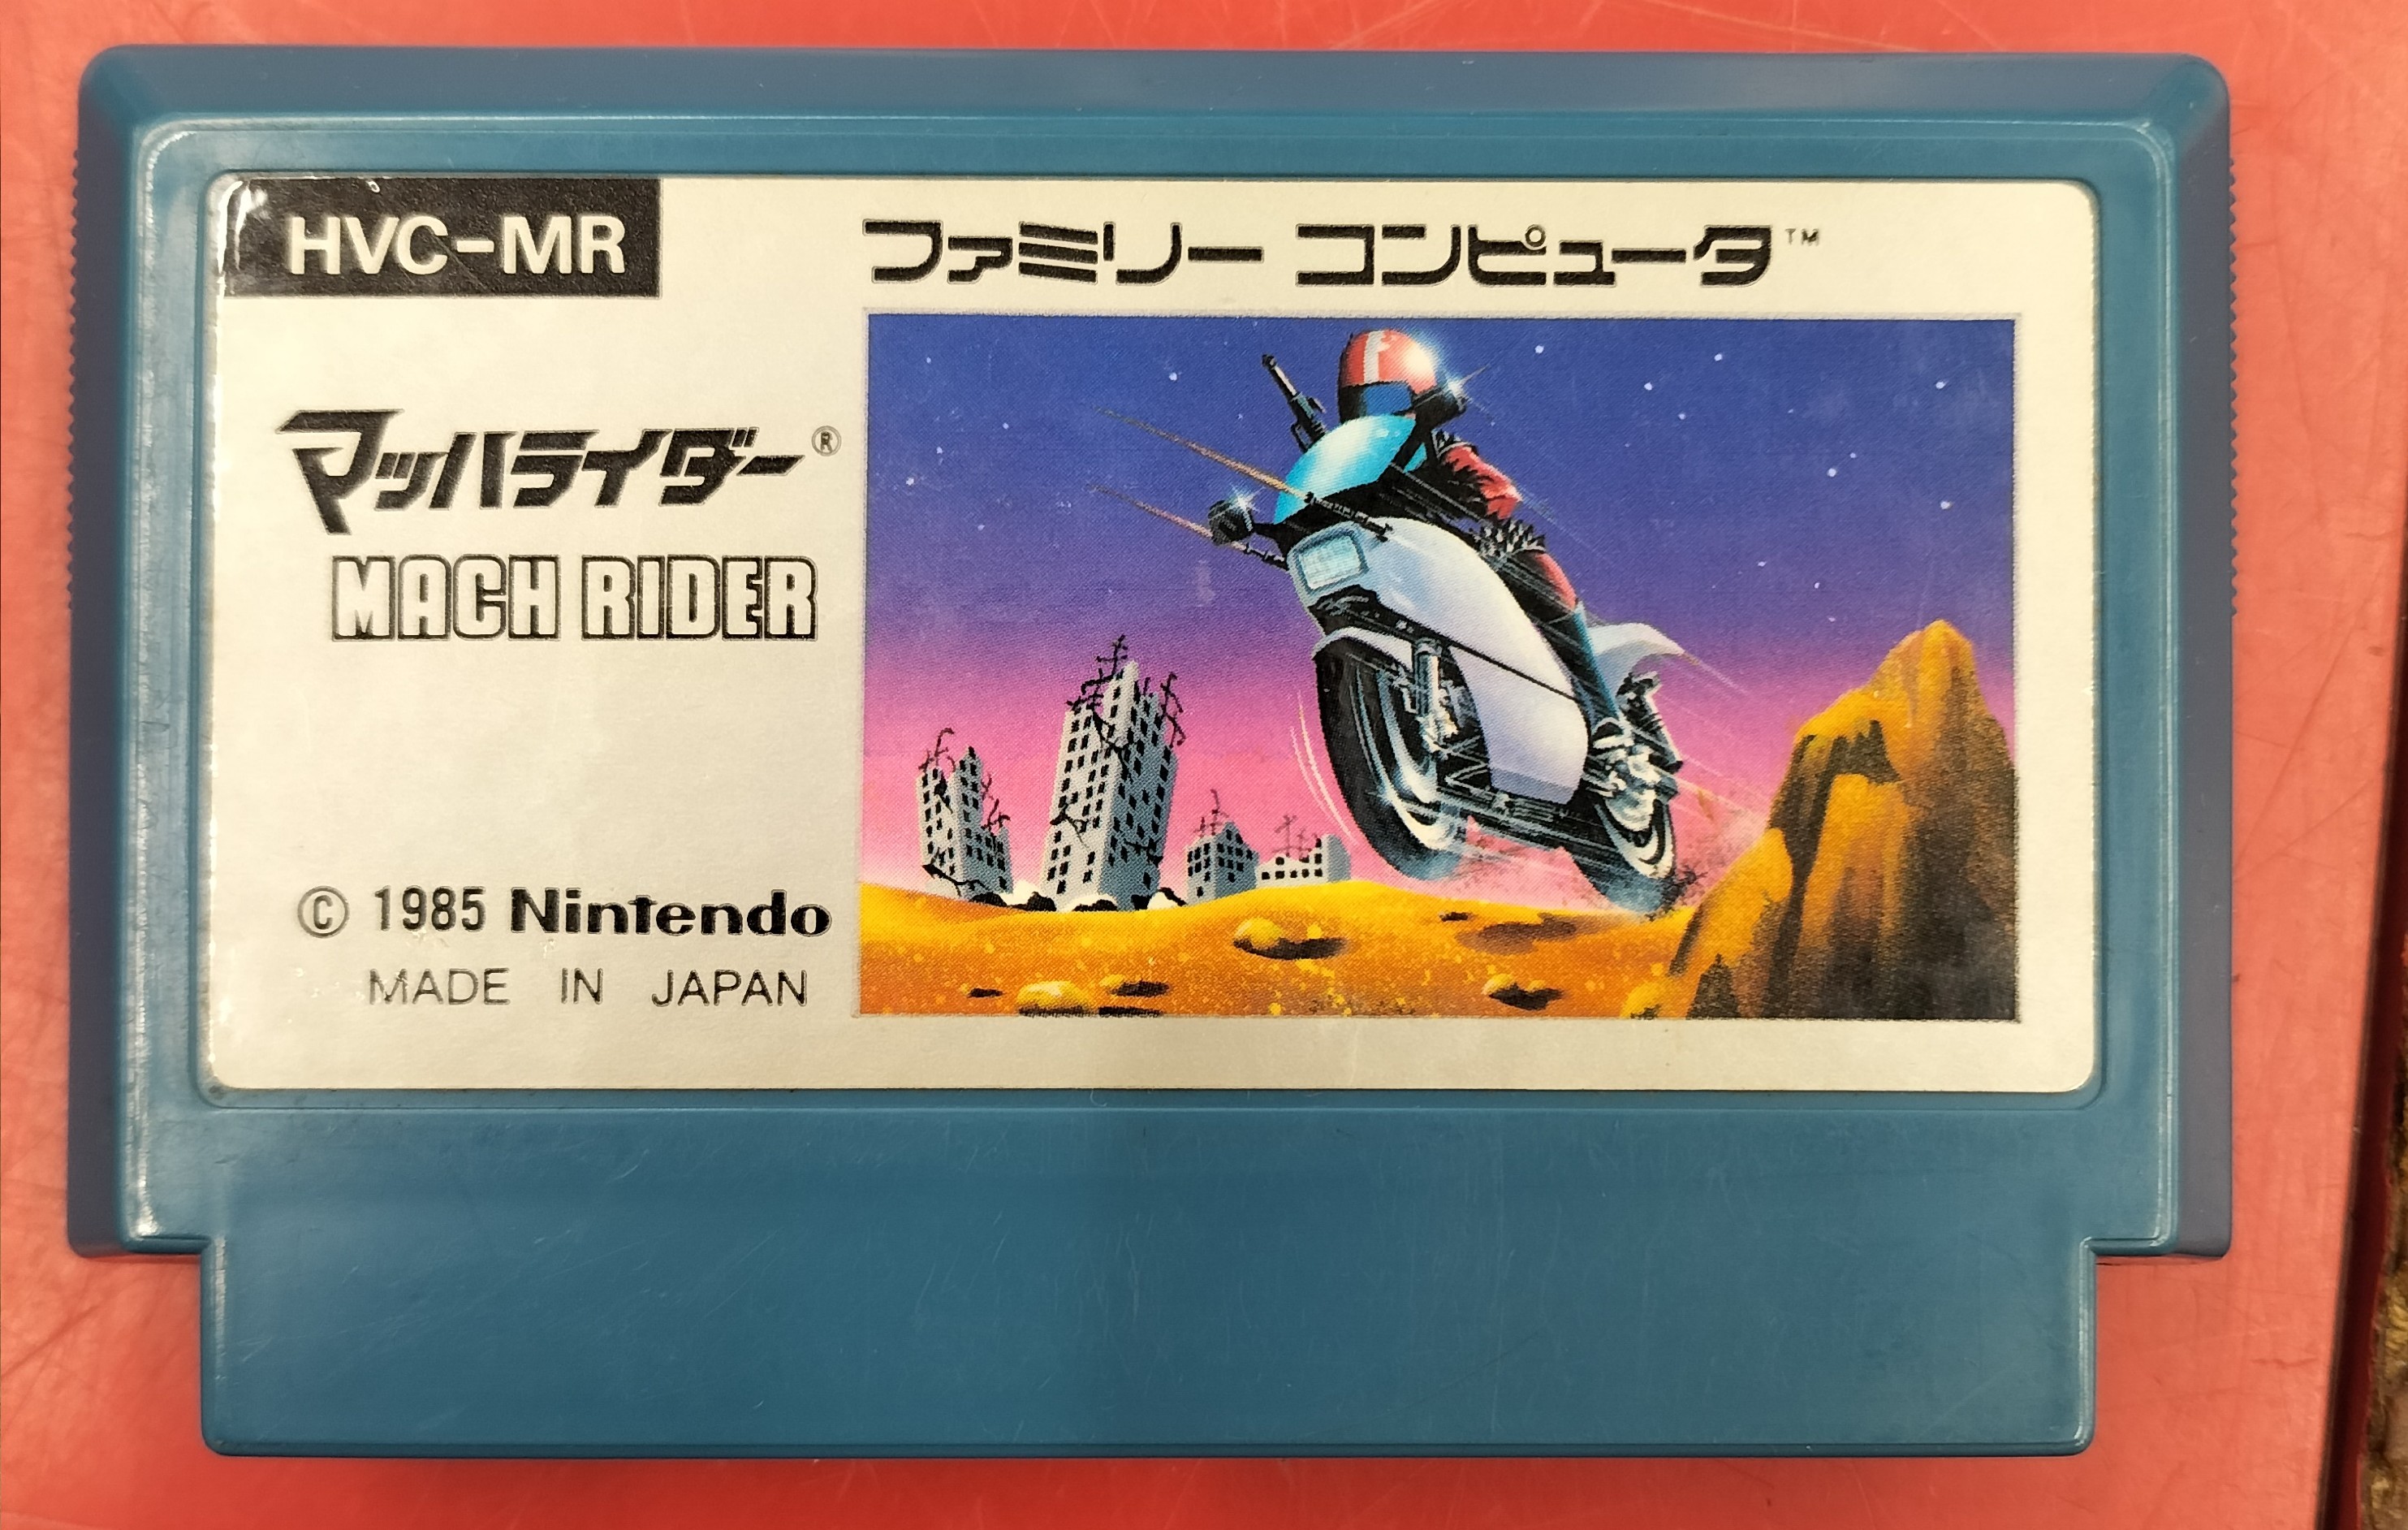 HVC-MR
ファミリー コンピュータ™
マッハライダー®
MACH RIDER
© 1985 Nintendo
MADE IN JAPAN